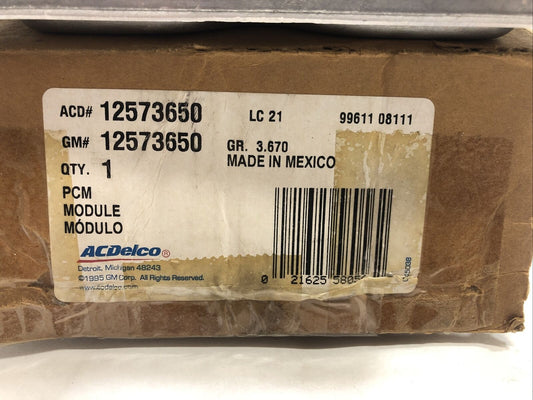 ACD# 12573650 LC 21 99611 08111
GM# 12573650 GR. 3.670
MADE IN MEXICO
QTY. 1
PCM
MODULE
MÓDULO
ACDelco®
Detroit, Michigan 48243
©1995 GM Corp. All Rights Reserved.
www.acdelco.com
0 21625 5805